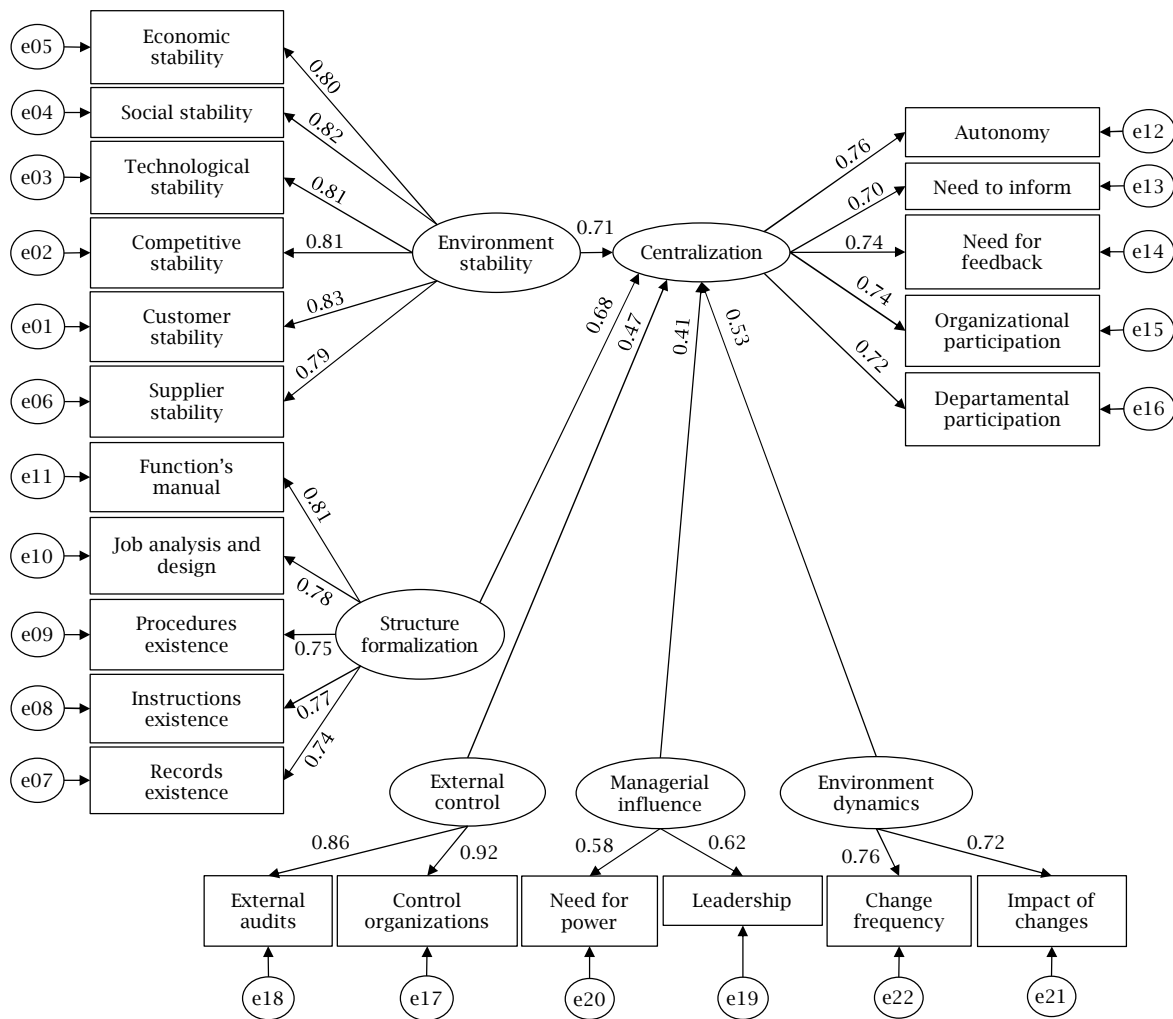 e05
Economic
stability
0.80
e04
Social stability
0.82
e03
Technological
stability
0.81
e02
Competitive
stability
0.81
e01
Customer
stability
0.83
e06
Supplier
stability
0.79
Environment
stability
0.71
Centralization
0.76
Autonomy
e12
0.70
Need to inform
e13
0.74
Need for
feedback
e14
0.74
Organizational
participation
e15
0.72
Departamental
participation
e16
0.68
0.47
0.41
0.53
e11
Function's
manual
0.81
e10
Job analysis and
design
0.78
e09
Procedures
existence
0.75
e08
Instructions
existence
0.77
e07
Records
existence
0.74
Structure
formalization
External
control
Managerial
influence
Environment
dynamics
0.86
0.92
0.58
0.62
0.76
0.72
External
audits
Control
organizations
Need for
power
Leadership
Change
frequency
Impact of
changes
e18
e17
e20
e19
e22
e21